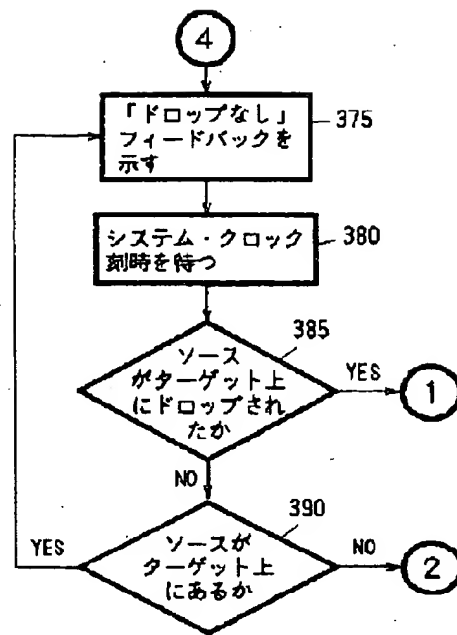 4
「ドロップなし」
フィードバックを
示す
375
システム・クロック
刻時を待つ
380
385
ソース
がターゲット上
にドロップされ
たか
YES
1
NO
390
ソースが
ターゲット上
にあるか
YES
NO
2